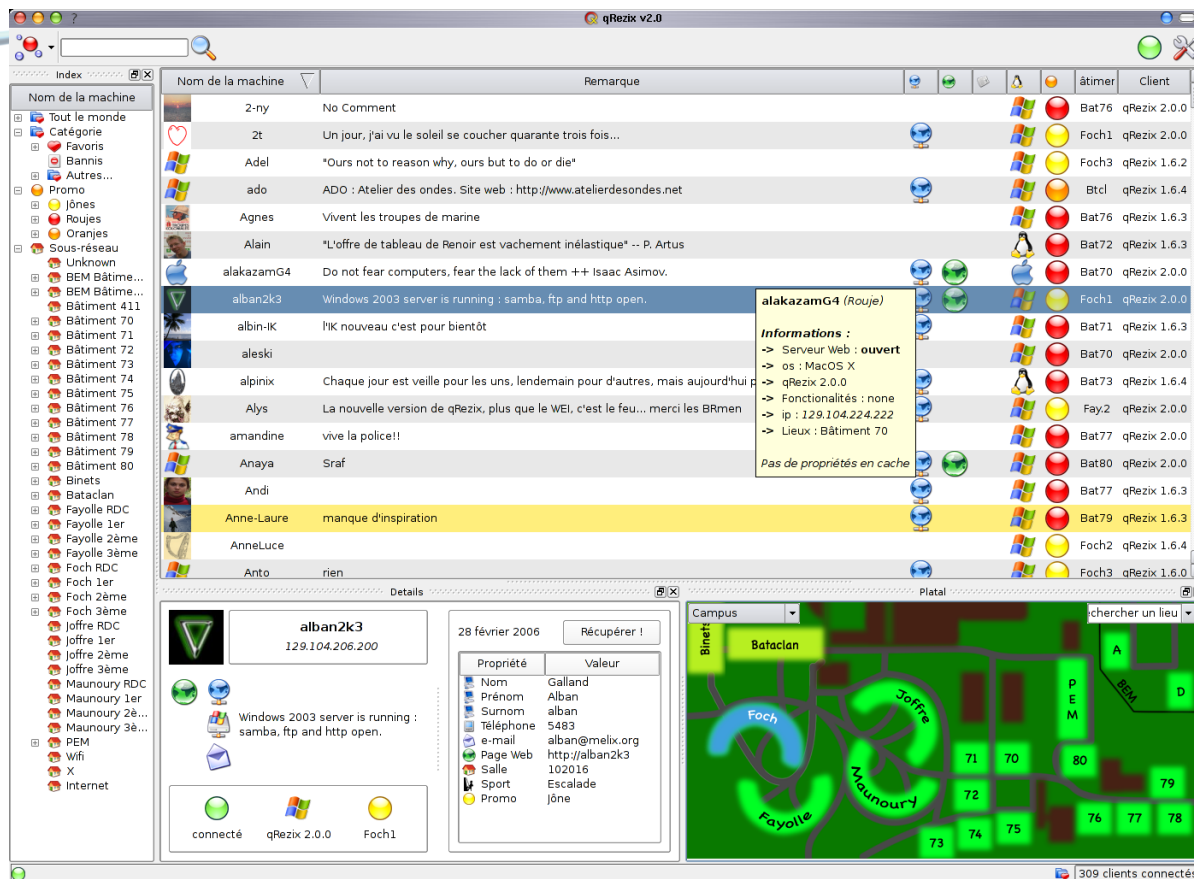 ? qRezix v2.0
Index
Nom de la machine
Tout le monde
Catégorie
Favoris
Bannis
Autres...
Promo
Jônes
Roujes
Oranjes
Sous-réseau
Unknown
BEM Bâtime...
BEM Bâtime...
Bâtiment 411
Bâtiment 70
Bâtiment 71
Bâtiment 72
Bâtiment 73
Bâtiment 74
Bâtiment 75
Bâtiment 76
Bâtiment 77
Bâtiment 78
Bâtiment 79
Bâtiment 80
Binets
Bataclan
Fayolle RDC
Fayolle 1er
Fayolle 2ème
Fayolle 3ème
Foch RDC
Foch 1er
Foch 2ème
Foch 3ème
Joffre RDC
Joffre 1er
Joffre 2ème
Joffre 3ème
Maunoury RDC
Maunoury 1er
Maunoury 2è...
Maunoury 3è...
PEM
Wifi
X
Internet
Nom de la machine Remarque âtimer Client
2-ny No Comment Bat76 qRezix 2.0.0
2t Un jour, j'ai vu le soleil se coucher quarante trois fois... Foch1 qRezix 2.0.0
Adel "Ours not to reason why, ours but to do or die" Foch3 qRezix 1.6.2
ado ADO : Atelier des ondes. Site web : http://www.atelierdesondes.net Btcl qRezix 1.6.4
Agnes Vivent les troupes de marine Bat76 qRezix 1.6.3
Alain "L'offre de tableau de Renoir est vachement inélastique" -- P. Artus Bat72 qRezix 1.6.3
alakazamG4 Do not fear computers, fear the lack of them ++ Isaac Asimov. Bat70 qRezix 2.0.0
alban2k3 Windows 2003 server is running : samba, ftp and http open. Foch1 qRezix 2.0.0
albin-IK l'IK nouveau c'est pour bientôt Bat71 qRezix 1.6.3
aleski Bat70 qRezix 2.0.0
alpinix Chaque jour est veille pour les uns, lendemain pour d'autres, mais aujourd'hui p Bat73 qRezix 1.6.4
Alys La nouvelle version de qRezix, plus que le WEI, c'est le feu... merci les BRmen Fay.2 qRezix 2.0.0
amandine vive la police!! Bat77 qRezix 2.0.0
Anaya Sraf Bat80 qRezix 2.0.0
Andi Bat77 qRezix 1.6.3
Anne-Laure manque d'inspiration Bat79 qRezix 1.6.3
AnneLuce Foch2 qRezix 1.6.4
Anto rien Foch3 qRezix 1.6.0
alakazamG4 (Rouje)
Informations :
-> Serveur Web : ouvert
-> os : MacOS X
-> qRezix 2.0.0
-> Fonctionalités : none
-> ip : 129.104.224.222
-> Lieux : Bâtiment 70
Pas de propriétés en cache
Details
alban2k3
129.104.206.200
Windows 2003 server is running :
samba, ftp and http open.
connecté qRezix 2.0.0 Foch1
28 février 2006 Récupérer !
Propriété Valeur
Nom Galland
Prénom Alban
Surnom alban
Téléphone 5483
e-mail alban@melix.org
Page Web http://alban2k3
Salle 102016
Sport Escalade
Promo Jône
Platal
Campus
chercher un lieu
Binets
Bataclan
A
PEM
BEM
D
Foch
Joffre
71 70 80
Maunoury
79
72
Fayolle
76 77 78
73 74 75
309 clients connectés